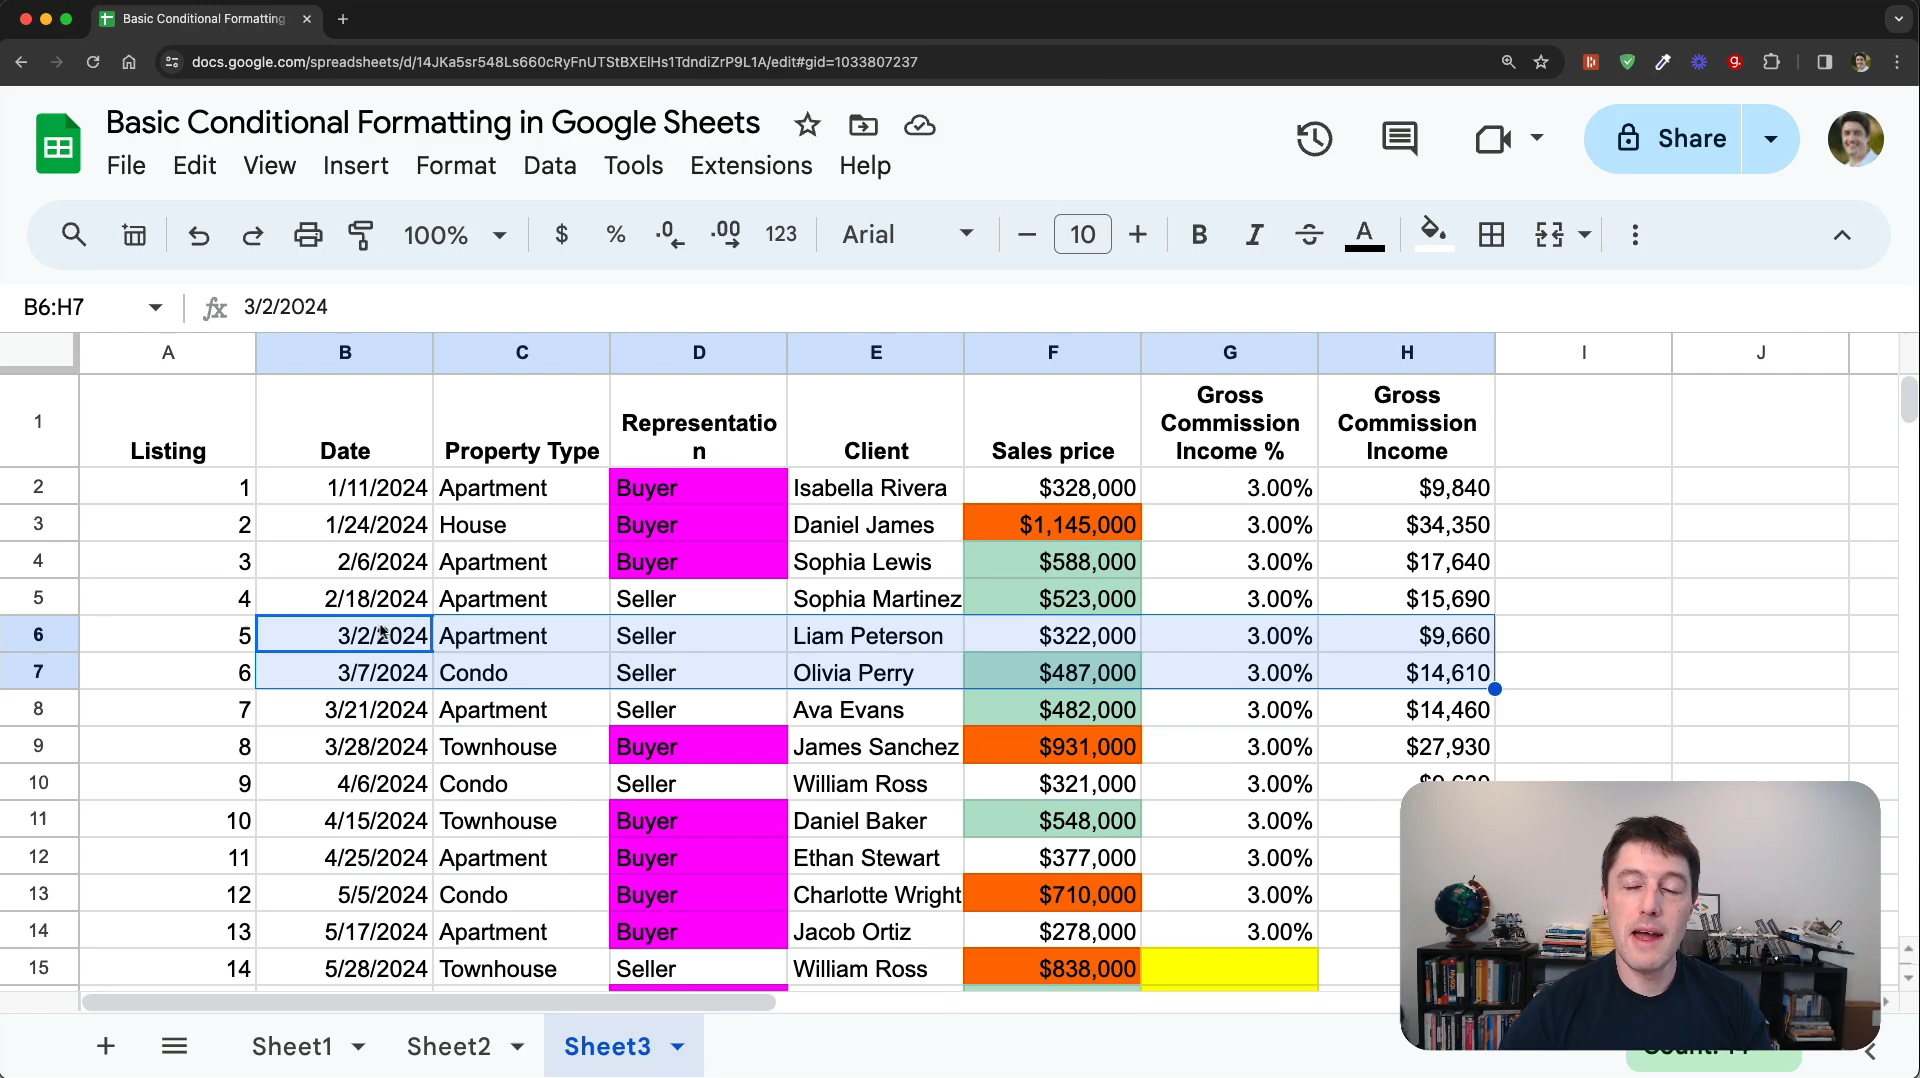 Basic Conditional Formatting
docs.google.com/spreadsheets/d/14JKa5sr548Ls660cRyFnUTStBXElHs1TdndiZrP9L1A/edit#gid=1033807237
Basic Conditional Formatting in Google Sheets
File Edit View Insert Format Data Tools Extensions Help
Share
100% $ % .0 .00 123 Arial 10 B I S A
B6:H7 fx 3/2/2024
A B C D E F G H I J
1 Listing Date Property Type Representatio
n Client Sales price Gross
Commission
Income % Gross
Commission
Income
2 1 1/11/2024 Apartment Buyer Isabella Rivera $328,000 3.00% $9,840
3 2 1/24/2024 House Buyer Daniel James $1,145,000 3.00% $34,350
4 3 2/6/2024 Apartment Buyer Sophia Lewis $588,000 3.00% $17,640
5 4 2/18/2024 Apartment Seller Sophia Martinez $523,000 3.00% $15,690
6 5 3/2/2024 Apartment Seller Liam Peterson $322,000 3.00% $9,660
7 6 3/7/2024 Condo Seller Olivia Perry $487,000 3.00% $14,610
8 7 3/21/2024 Apartment Seller Ava Evans $482,000 3.00% $14,460
9 8 3/28/2024 Townhouse Buyer James Sanchez $931,000 3.00% $27,930
10 9 4/6/2024 Condo Seller William Ross $321,000 3.00%
11 10 4/15/2024 Townhouse Buyer Daniel Baker $548,000 3.00%
12 11 4/25/2024 Apartment Buyer Ethan Stewart $377,000 3.00%
13 12 5/5/2024 Condo Buyer Charlotte Wright $710,000 3.00%
14 13 5/17/2024 Apartment Buyer Jacob Ortiz $278,000 3.00%
15 14 5/28/2024 Townhouse Seller William Ross $838,000
Sheet1 Sheet2 Sheet3